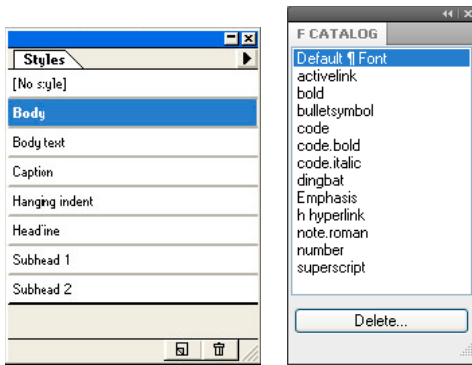 Styles
[No style]
Body
Body text
Caption
Hanging indent
Headline
Subhead 1
Subhead 2
F CATALOG
Default ¶ Font
activelink
bold
bulletsymbol
code
code.bold
code.italic
dingbat
Emphasis
h hyperlink
note.roman
number
superscript
Delete...